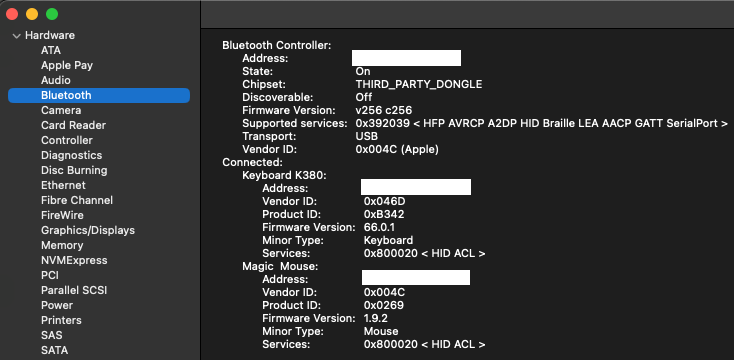 Hardware
ATA
Apple Pay
Audio
Bluetooth
Camera
Card Reader
Controller
Diagnostics
Disc Burning
Ethernet
Fibre Channel
FireWire
Graphics/Displays
Memory
NVMExpress
PCI
Parallel SCSI
Power
Printers
SAS
SATA
Bluetooth Controller:
Address:
State: On
Chipset: THIRD_PARTY_DONGLE
Discoverable: Off
Firmware Version: v256 c256
Supported services: 0x392039 < HFP AVRCP A2DP HID Braille LEA AACP GATT SerialPort >
Transport: USB
Vendor ID: 0x004C (Apple)
Connected:
Keyboard K380:
Address:
Vendor ID: 0x046D
Product ID: 0xB342
Firmware Version: 66.0.1
Minor Type: Keyboard
Services: 0x800020 < HID ACL >
Magic Mouse:
Address:
Vendor ID: 0x004C
Product ID: 0x0269
Firmware Version: 1.9.2
Minor Type: Mouse
Services: 0x800020 < HID ACL >